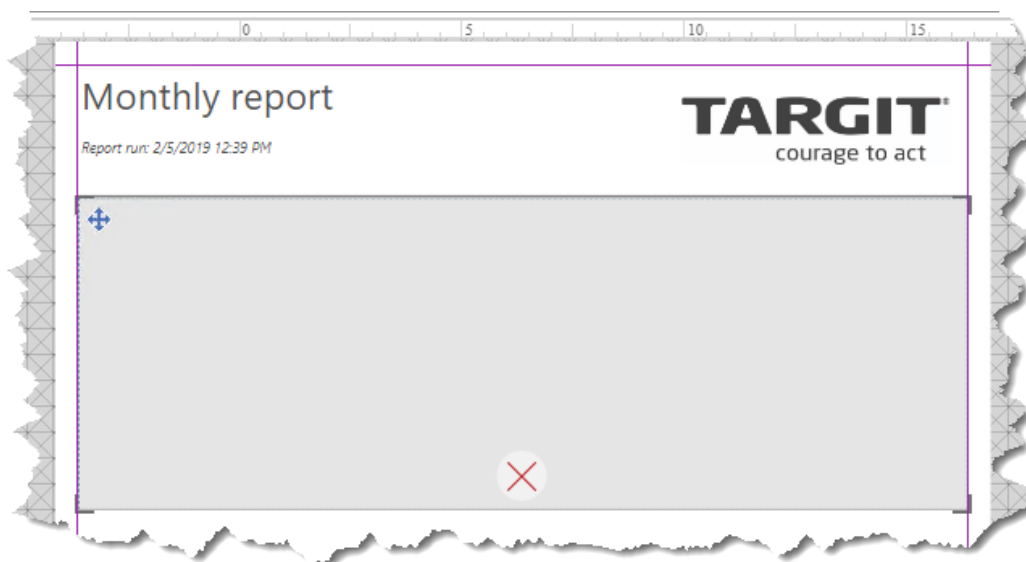 0 5 10 15
Monthly report
TARGIT
Report run: 2/5/2019 12:39 PM
courage to act